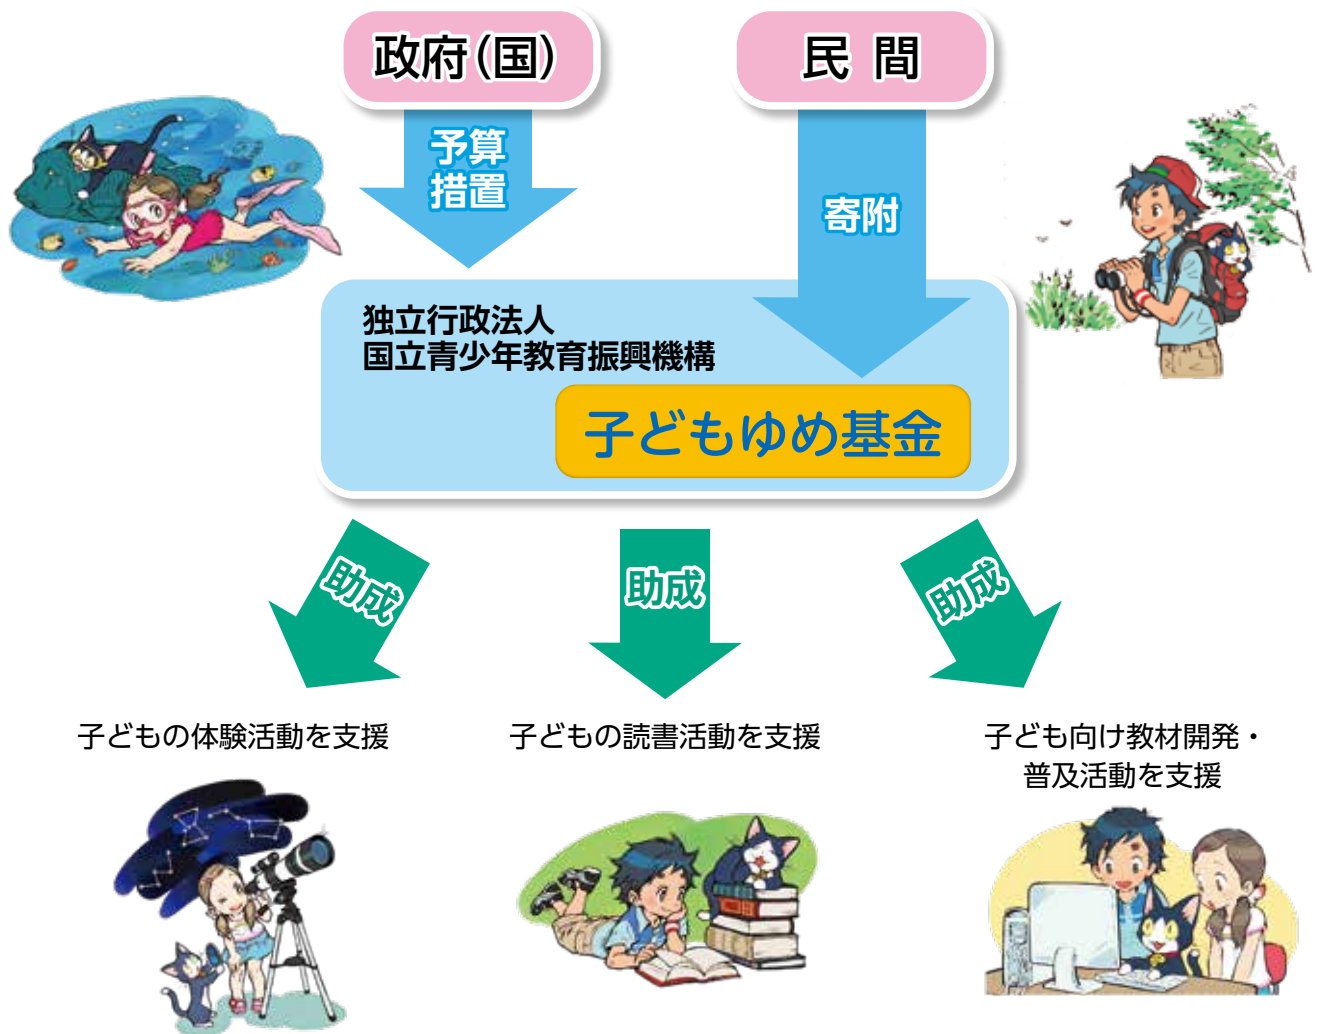 政府（国）
民 間
予算
措置
寄附
独立行政法人
国立青少年教育振興機構
子どもゆめ基金
助成
助成
助成
子どもの体験活動を支援
子どもの読書活動を支援
子ども向け教材開発・
普及活動を支援